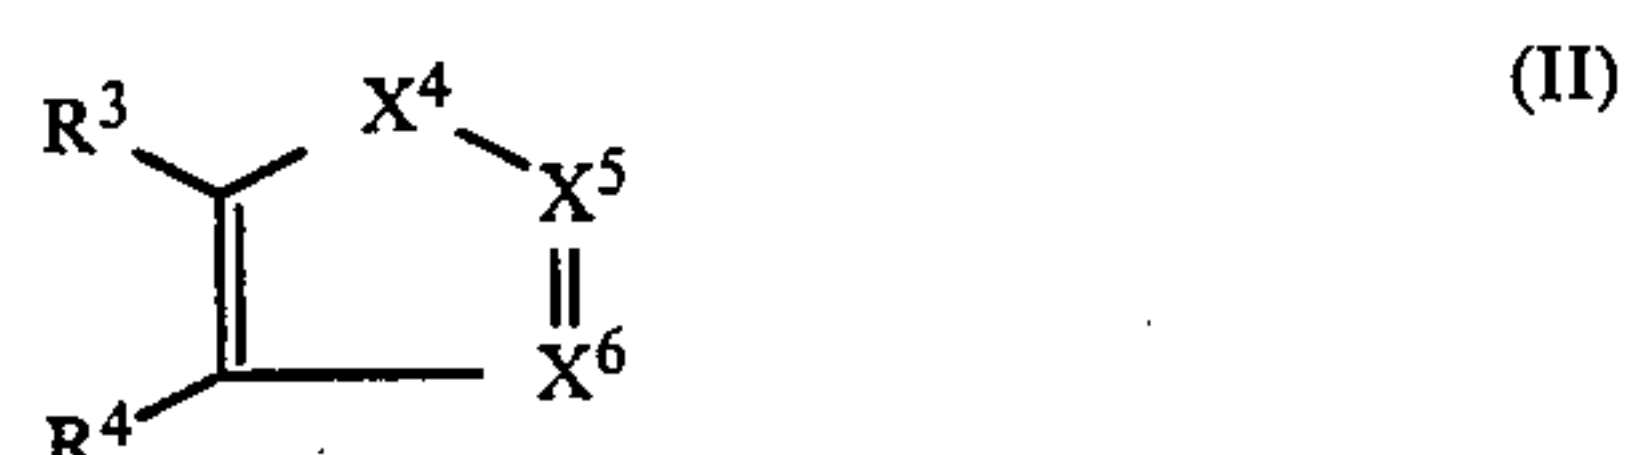 (II)
R³ X⁴
X⁵
X⁶
R⁴